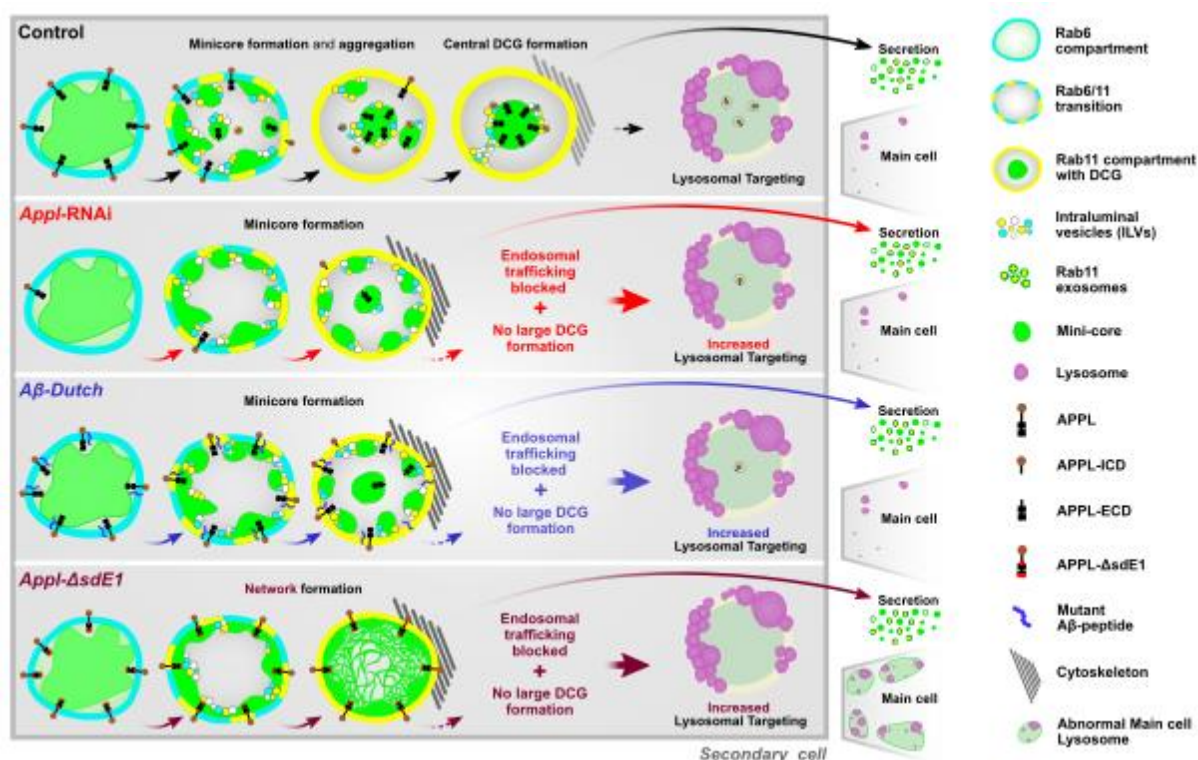 Control
Minicore formation and aggregation
Central DCG formation
Lysosomal Targeting
Secretion
Main cell
Appl-RNAi
Minicore formation
Endosomal
trafficking
blocked
+
No large DCG
formation
Increased
Lysosomal Targeting
Secretion
Main cell
Aβ-Dutch
Minicore formation
Endosomal
trafficking
blocked
+
No large DCG
formation
Increased
Lysosomal Targeting
Secretion
Main cell
Appl-ΔsdE1
Network formation
Endosomal
trafficking
blocked
+
No large DCG
formation
Increased
Lysosomal Targeting
Secretion
Main cell
Secondary cell
Rab6
compartment
Rab6/11
transition
Rab11 compartment
with DCG
Intraluminal
vesicles (ILVs)
Rab11
exosomes
Mini-core
Lysosome
APPL
APPL-ICD
APPL-ECD
APPL-ΔsdE1
Mutant
Aβ-peptide
Cytoskeleton
Abnormal Main cell
Lysosome